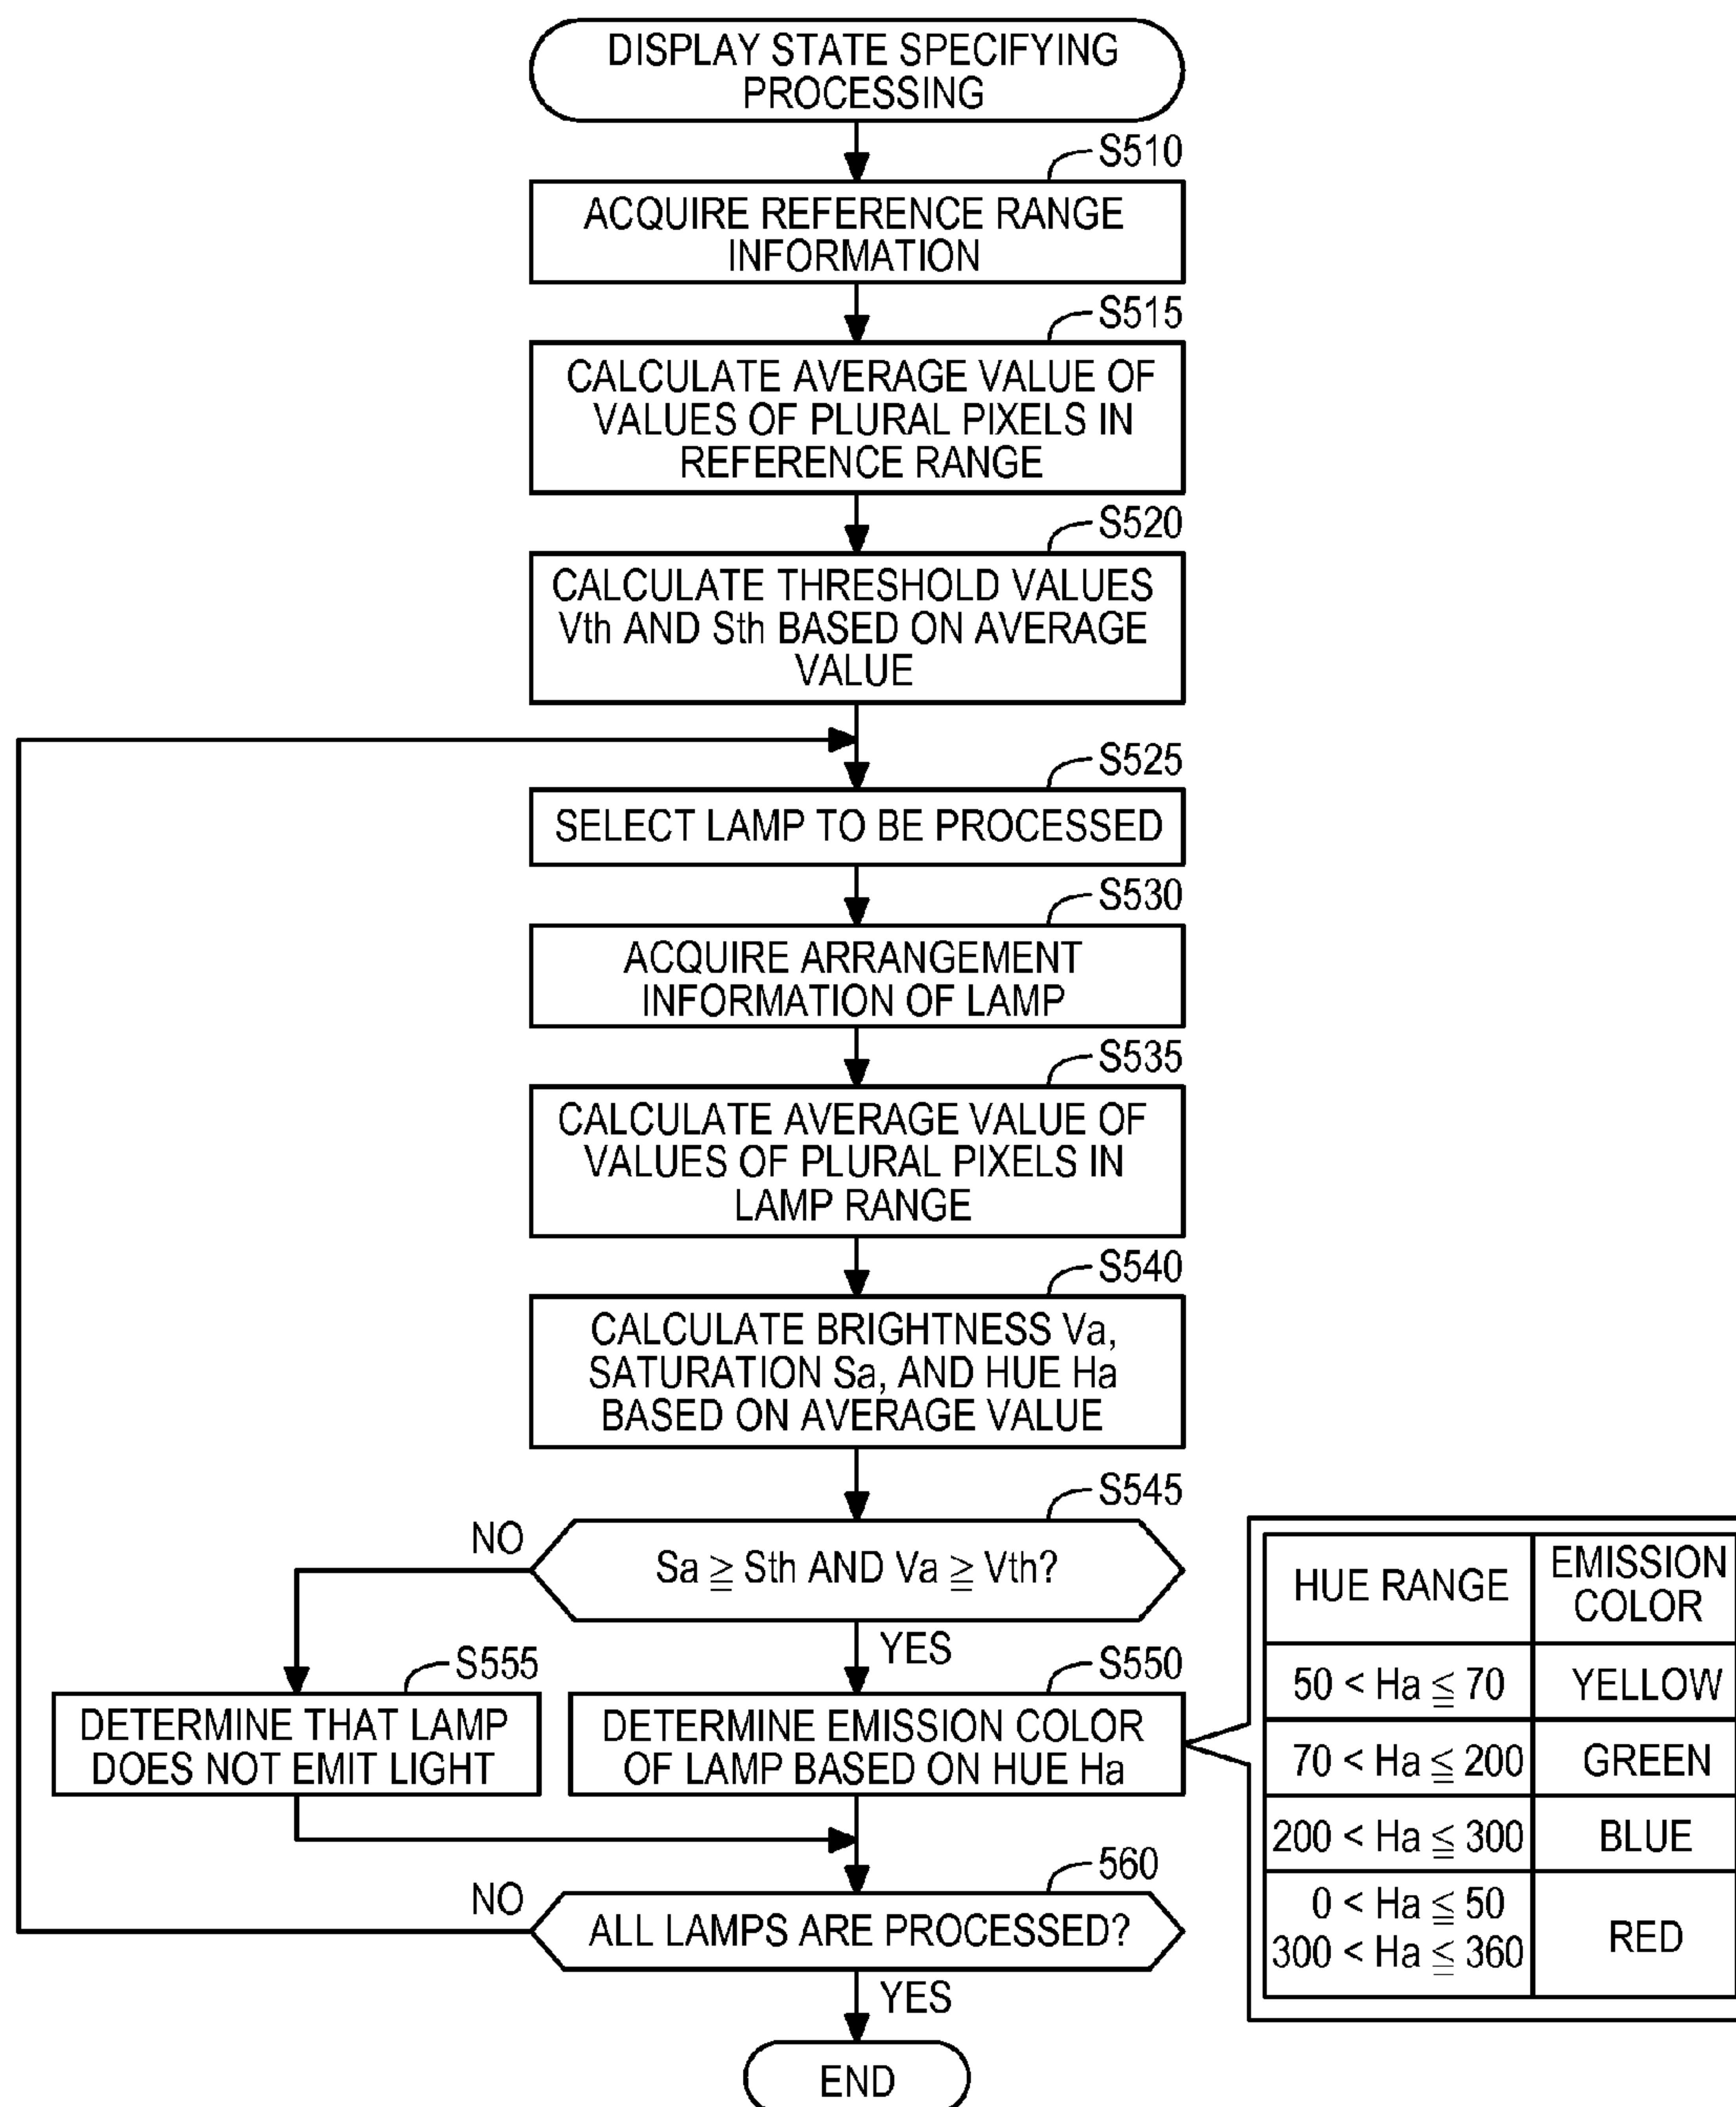 DISPLAY STATE SPECIFYING
PROCESSING
S510
ACQUIRE REFERENCE RANGE
INFORMATION
S515
CALCULATE AVERAGE VALUE OF
VALUES OF PLURAL PIXELS IN
REFERENCE RANGE
S520
CALCULATE THRESHOLD VALUES
Vth AND Sth BASED ON AVERAGE
VALUE
S525
SELECT LAMP TO BE PROCESSED
S530
ACQUIRE ARRANGEMENT
INFORMATION OF LAMP
S535
CALCULATE AVERAGE VALUE OF
VALUES OF PLURAL PIXELS IN
LAMP RANGE
S540
CALCULATE BRIGHTNESS Va,
SATURATION Sa, AND HUE Ha
BASED ON AVERAGE VALUE
S545
Sa ≧ Sth AND Va ≧ Vth?
NO
YES
S555
DETERMINE THAT LAMP
DOES NOT EMIT LIGHT
S550
DETERMINE EMISSION COLOR
OF LAMP BASED ON HUE Ha
HUE RANGE
EMISSION
COLOR
50 < Ha ≦ 70
YELLOW
70 < Ha ≦ 200
GREEN
200 < Ha ≦ 300
BLUE
0 < Ha ≦ 50
300 < Ha ≦ 360
RED
560
NO
ALL LAMPS ARE PROCESSED?
YES
END